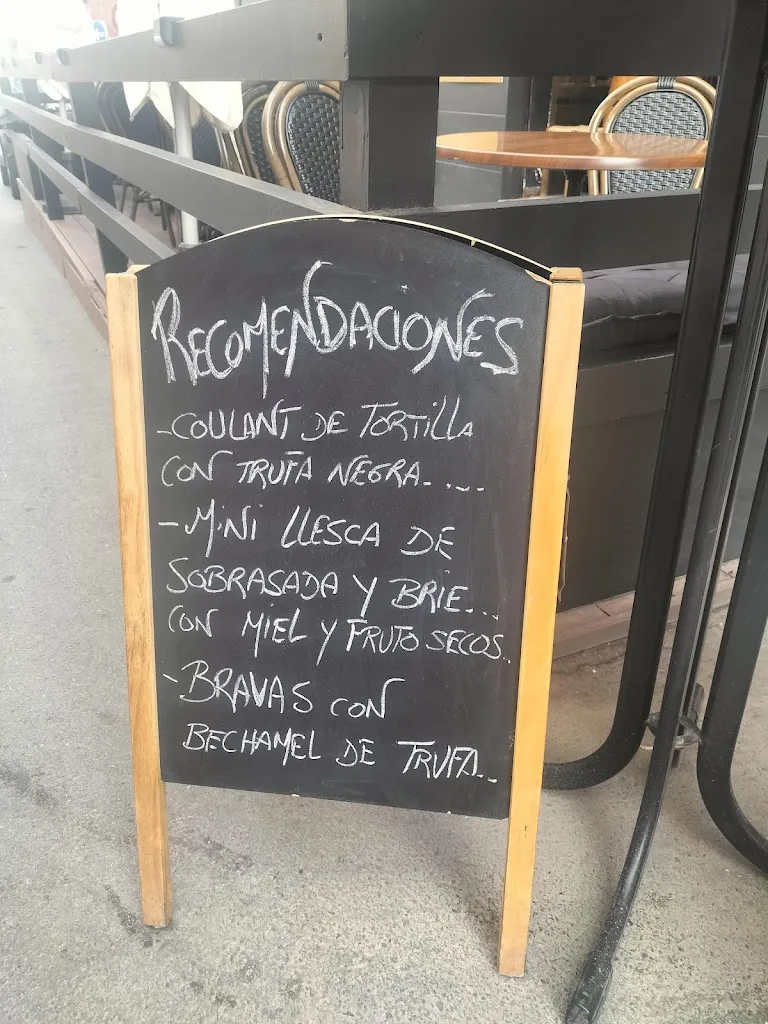 RECOMENDACIONES
-COULANT DE TORTILLA
CON TRUFA NEGRA.....
-MINI LLESCA DE
SOBRASADA Y BRIE...
CON MIEL Y FRUTO SECOS..
-BRAVAS CON
BECHAMEL DE TRUFA...